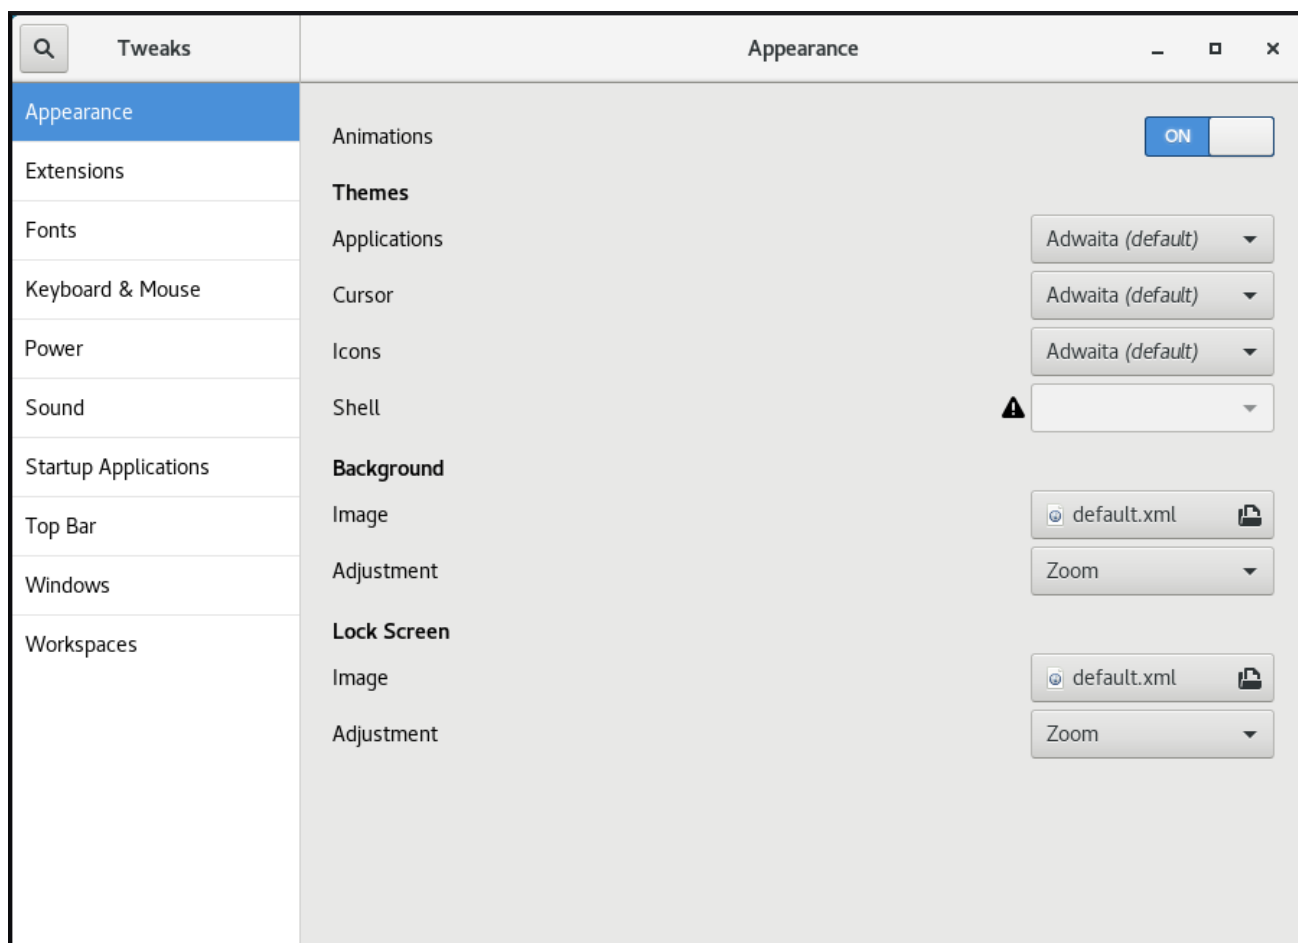 Tweaks
Appearance
Appearance
Extensions
Fonts
Keyboard & Mouse
Power
Sound
Startup Applications
Top Bar
Windows
Workspaces
Animations ON
Themes
Applications Adwaita (default)
Cursor Adwaita (default)
Icons Adwaita (default)
Shell
Background
Image default.xml
Adjustment Zoom
Lock Screen
Image default.xml
Adjustment Zoom